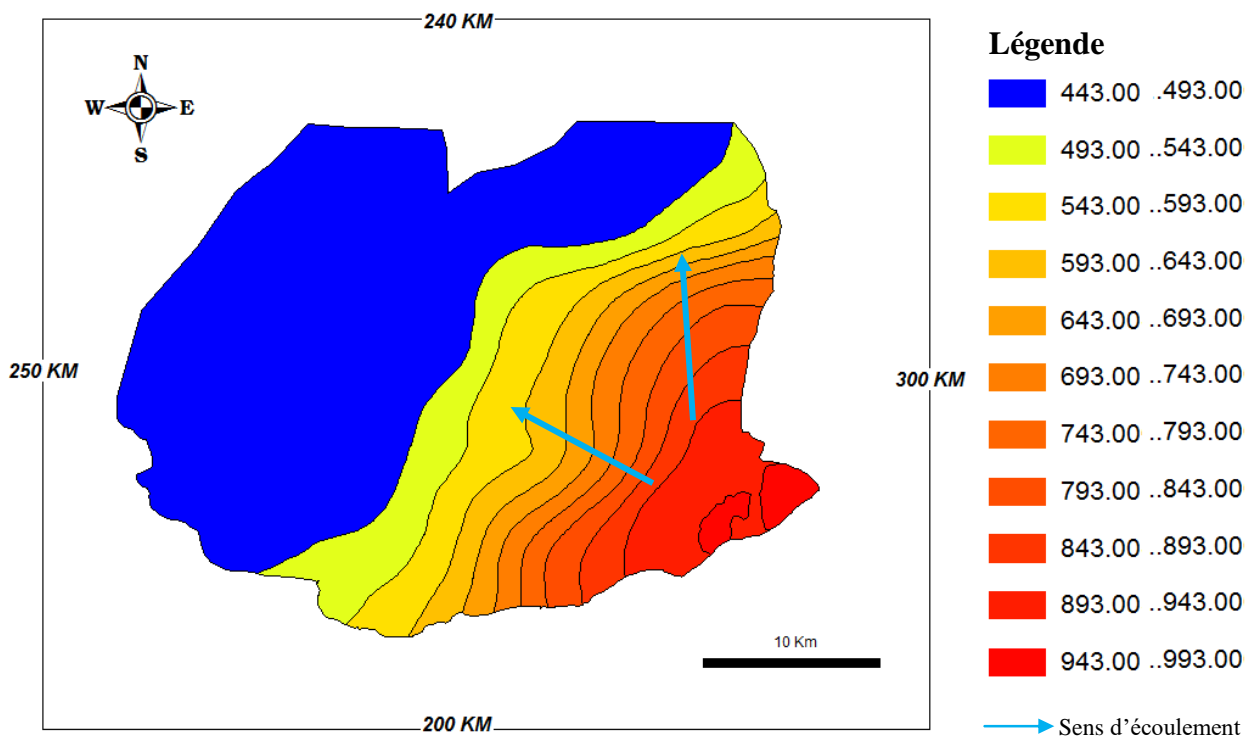 240 KM
N
W E
S
250 KM
300 KM
10 Km
200 KM
Légende
443.00 ..493.00
493.00 ..543.00
543.00 ..593.00
593.00 ..643.00
643.00 ..693.00
693.00 ..743.00
743.00 ..793.00
793.00 ..843.00
843.00 ..893.00
893.00 ..943.00
943.00 ..993.00
Sens d’écoulement